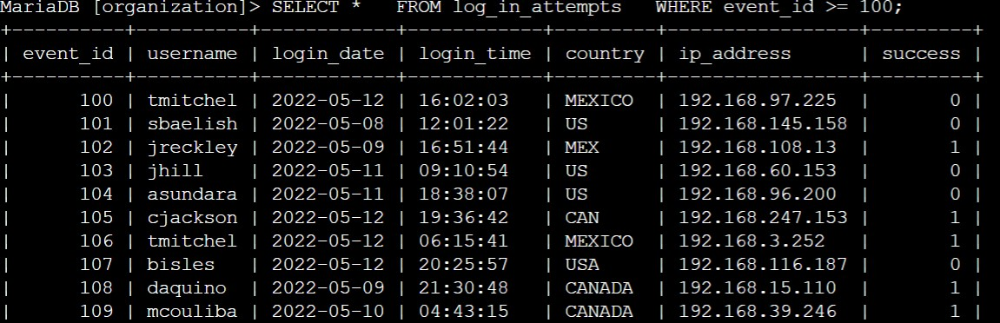 MariaDB [organization]> SELECT *   FROM log_in_attempts   WHERE event_id >= 100;
+----------+----------+------------+------------+---------+-----------------+---------+
| event_id | username | login_date | login_time | country | ip_address      | success |
+----------+----------+------------+------------+---------+-----------------+---------+
|      100 | tmitchel | 2022-05-12 | 16:02:03   | MEXICO  | 192.168.97.225  |       0 |
|      101 | sbaelish | 2022-05-08 | 12:01:22   | US      | 192.168.145.158 |       0 |
|      102 | jreckley | 2022-05-09 | 16:51:44   | MEX     | 192.168.108.13  |       1 |
|      103 | jhill    | 2022-05-11 | 09:10:54   | US      | 192.168.60.153  |       0 |
|      104 | asundara | 2022-05-11 | 18:38:07   | US      | 192.168.96.200  |       0 |
|      105 | cjackson | 2022-05-12 | 19:36:42   | CAN     | 192.168.247.153 |       1 |
|      106 | tmitchel | 2022-05-12 | 06:15:41   | MEXICO  | 192.168.3.252   |       1 |
|      107 | bisles   | 2022-05-12 | 20:25:57   | USA     | 192.168.116.187 |       0 |
|      108 | daquino  | 2022-05-09 | 21:30:48   | CANADA  | 192.168.15.110  |       1 |
|      109 | mcouliba | 2022-05-10 | 04:43:15   | CANADA  | 192.168.39.246  |       1 |